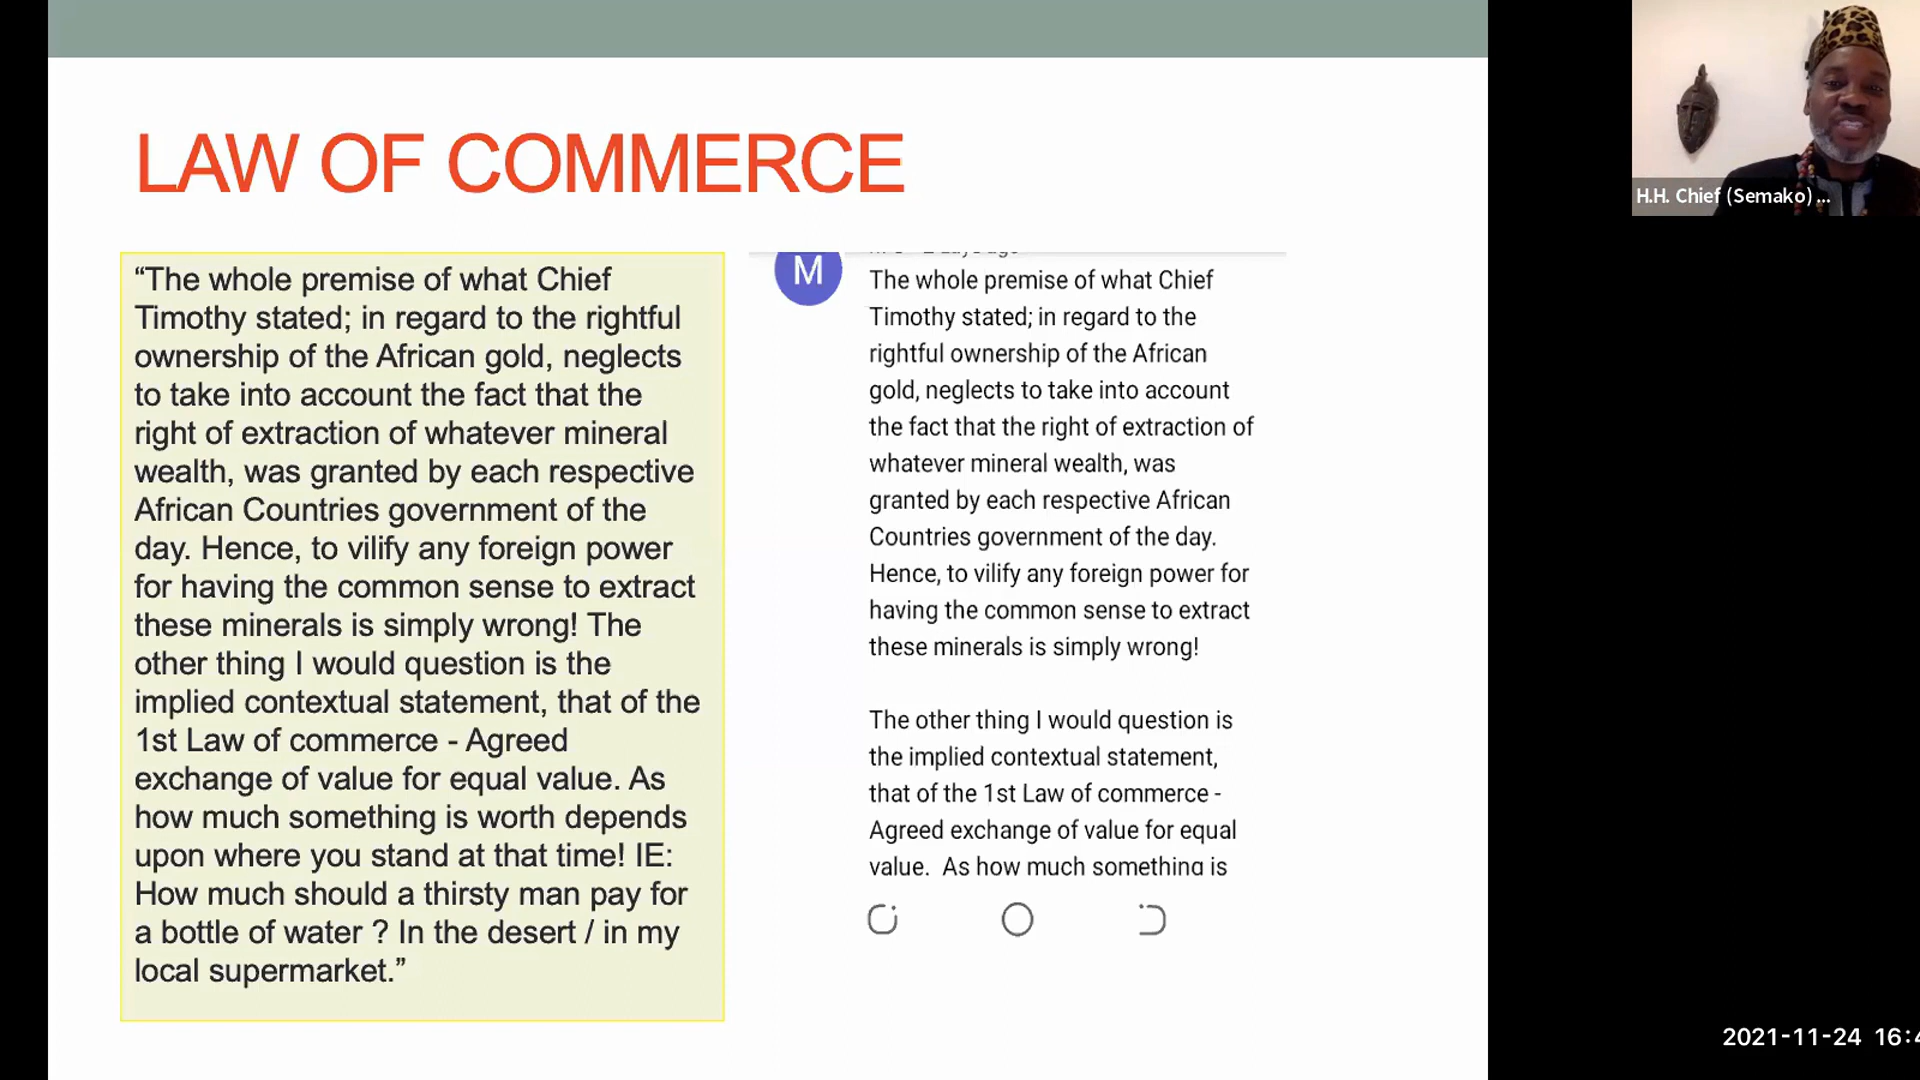 LAW OF COMMERCE
“The whole premise of what Chief
Timothy stated; in regard to the rightful
ownership of the African gold, neglects
to take into account the fact that the
right of extraction of whatever mineral
wealth, was granted by each respective
African Countries government of the
day. Hence, to vilify any foreign power
for having the common sense to extract
these minerals is simply wrong! The
other thing I would question is the
implied contextual statement, that of the
1st Law of commerce - Agreed
exchange of value for equal value. As
how much something is worth depends
upon where you stand at that time! IE:
How much should a thirsty man pay for
a bottle of water ? In the desert / in my
local supermarket.”
M
The whole premise of what Chief
Timothy stated; in regard to the
rightful ownership of the African
gold, neglects to take into account
the fact that the right of extraction of
whatever mineral wealth, was
granted by each respective African
Countries government of the day.
Hence, to vilify any foreign power for
having the common sense to extract
these minerals is simply wrong!
The other thing I would question is
the implied contextual statement,
that of the 1st Law of commerce -
Agreed exchange of value for equal
value. As how much something is
H.H. Chief (Semako) ...
2021-11-24 16:4